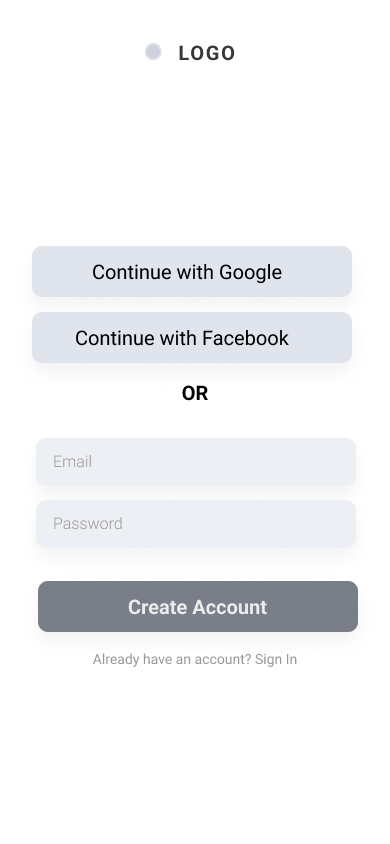 LOGO
Continue with Google
Continue with Facebook
OR
Email
Password
Create Account
Already have an account? Sign In